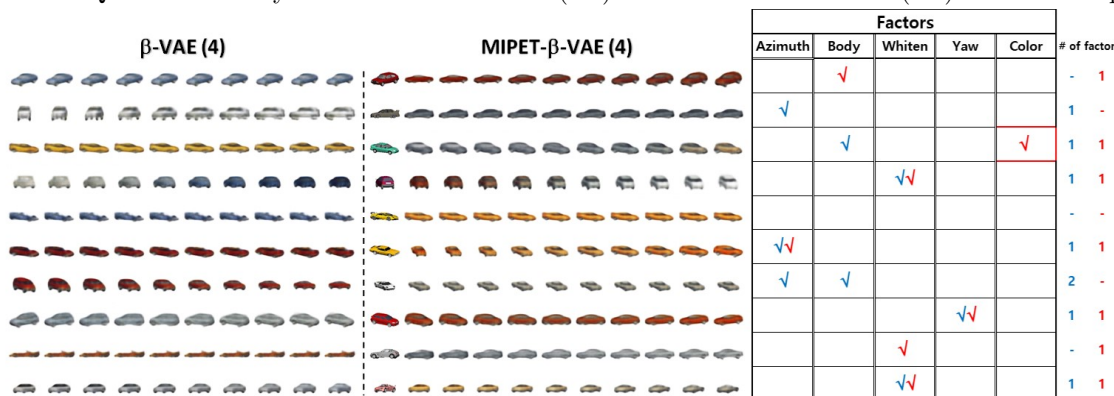 β-VAE (4)
MIPET-β-VAE (4)
Factors
Azimuth Body Whiten Yaw Color # of factor
√ - 1
√ 1 -
√ √ 1 1
√√ 1 1
- -
√√ 1 1
√ √ 2 -
√√ 1 1
√ - 1
√√ 1 1